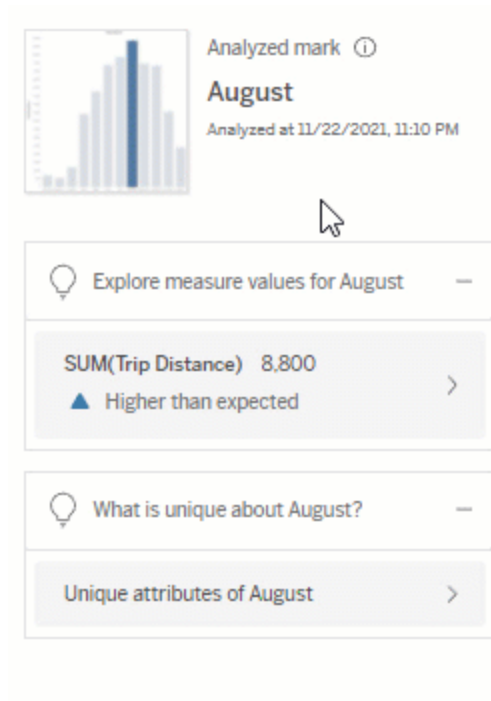 Analyzed mark
August
Analyzed at 11/22/2021, 11:10 PM
Explore measure values for August
SUM(Trip Distance) 8,800
Higher than expected
What is unique about August?
Unique attributes of August